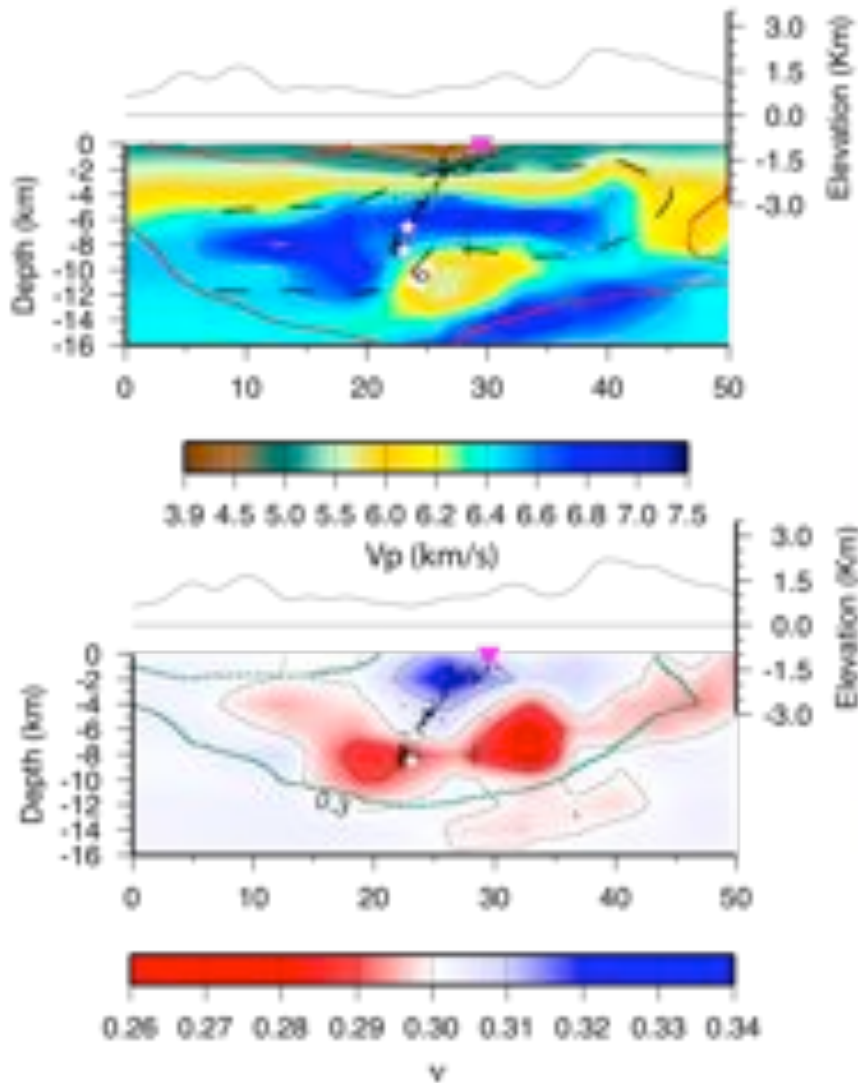 3.0
1.5
0.0
-1.5
-3.0
Elevation (Km)
0
-2
-4
-6
-8
-10
-12
-14
-16
Depth (km)
0 10 20 30 40 50
3.9 4.5 5.0 5.5 6.0 6.2 6.4 6.6 6.8 7.0 7.5
Vp (km/s)
3.0
1.5
0.0
-1.5
-3.0
Elevation (Km)
0
-2
-4
-6
-8
-10
-12
-14
-16
Depth (km)
0.3
0 10 20 30 40 50
0.26 0.27 0.28 0.29 0.30 0.31 0.32 0.33 0.34
ν